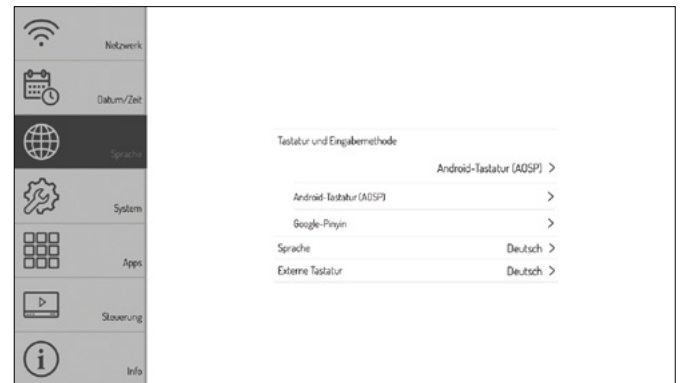 Netzwerk
Datum/Zeit
Sprache
System
Apps
Steuerung
Info
Tastatur und Eingabemethode
Android-Tastatur (AOSP) >
Android-Tastatur (AOSP) >
Google-Pinyin >
Sprache Deutsch >
Externe Tastatur Deutsch >